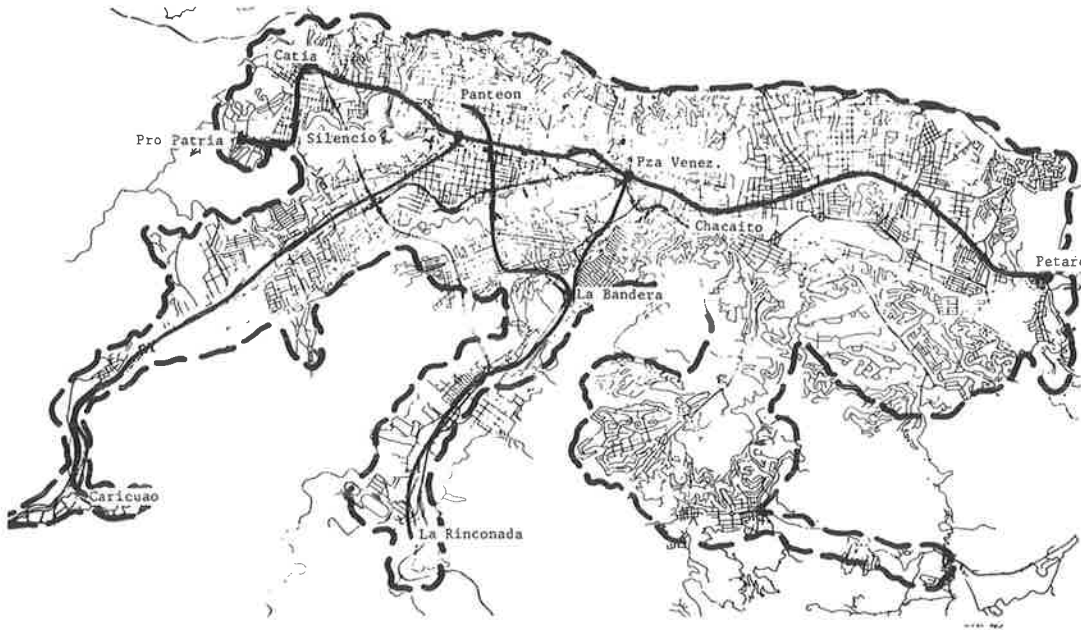 Catia
Panteon
Pro Patria
Silencio
Pza Venez.
Chacaito
Petare
La Bandera
Caricuao
La Rinconada